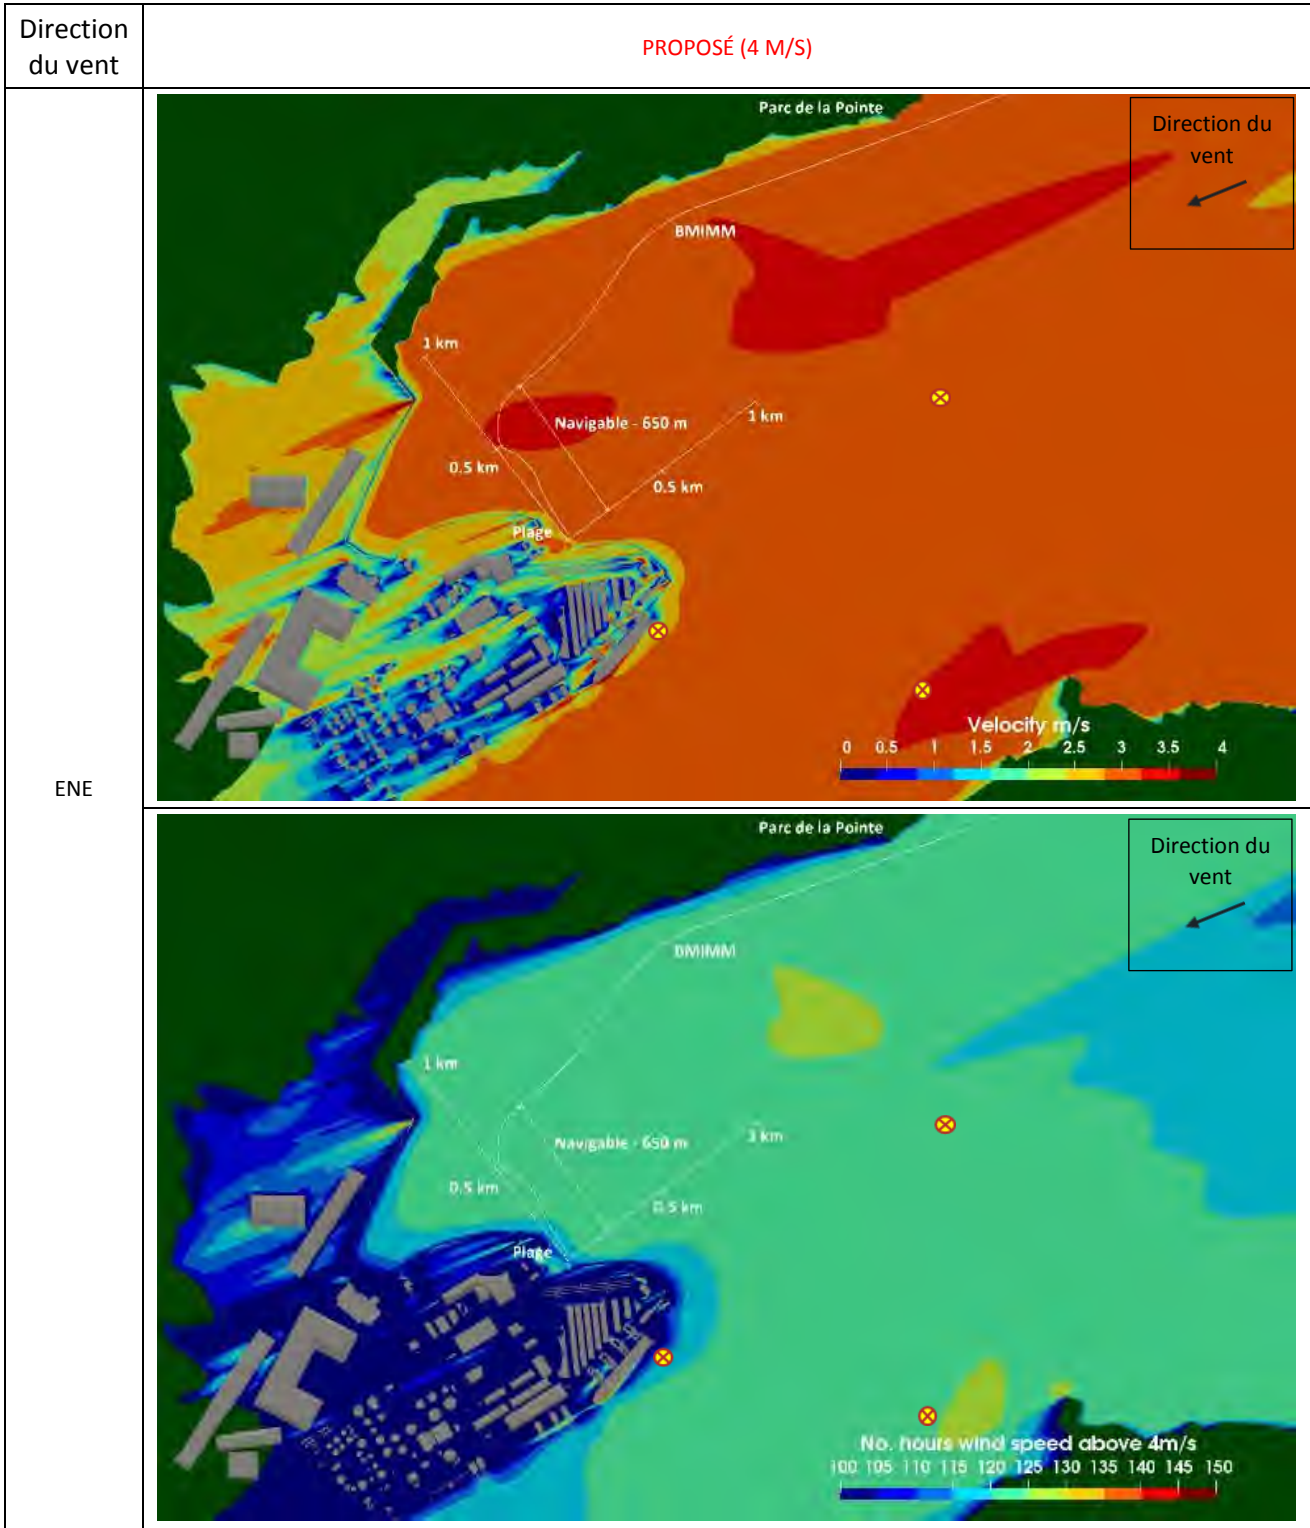 Direction
du vent
PROPOSÉ (4 M/S)
ENE
Parc de la Pointe
Direction du
vent
BMIMM
1 km
Navigable - 650 m
1 km
0.5 km
0.5 km
Plage
Velocity m/s
0 0.5 1 1.5 2 2.5 3 3.5 4
Parc de la Pointe
Direction du
vent
BMIMM
1 km
Navigable - 650 m
1 km
0.5 km
0.5 km
Plage
No. hours wind speed above 4m/s
100 105 110 115 120 125 130 135 140 145 150